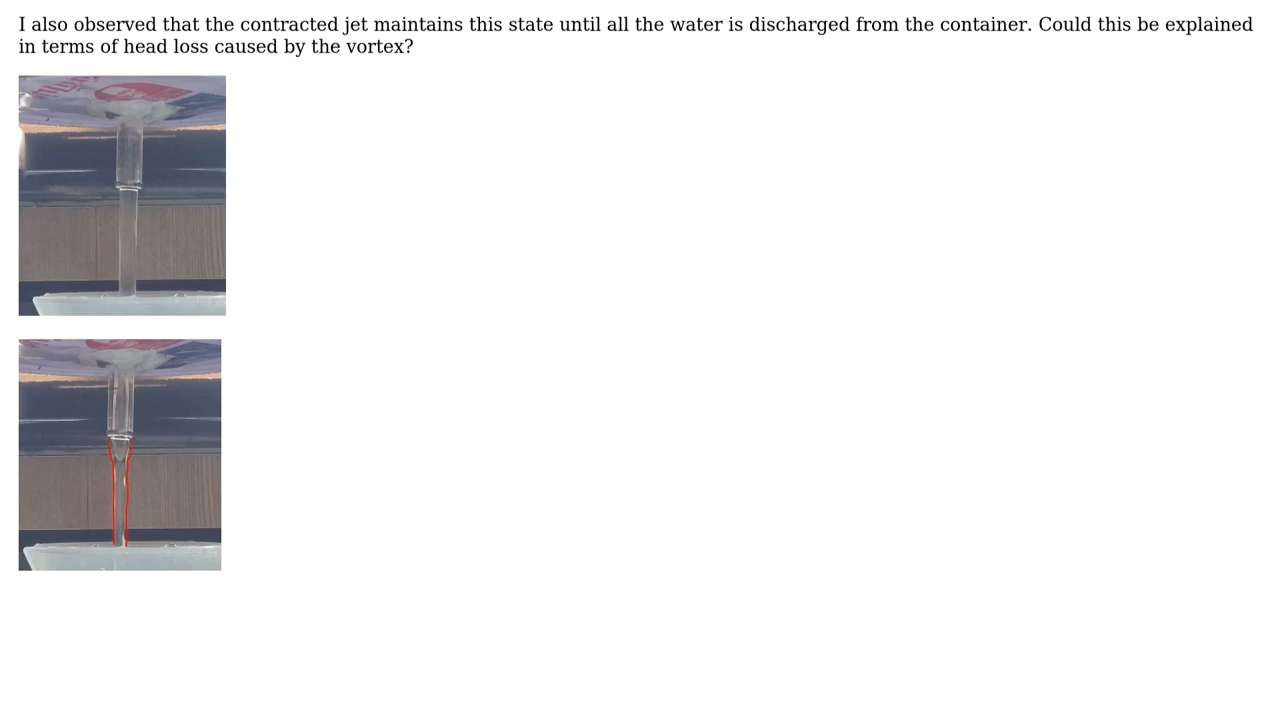 I also observed that the contracted jet maintains this state until all the water is discharged from the container. Could this be explained
in terms of head loss caused by the vortex?